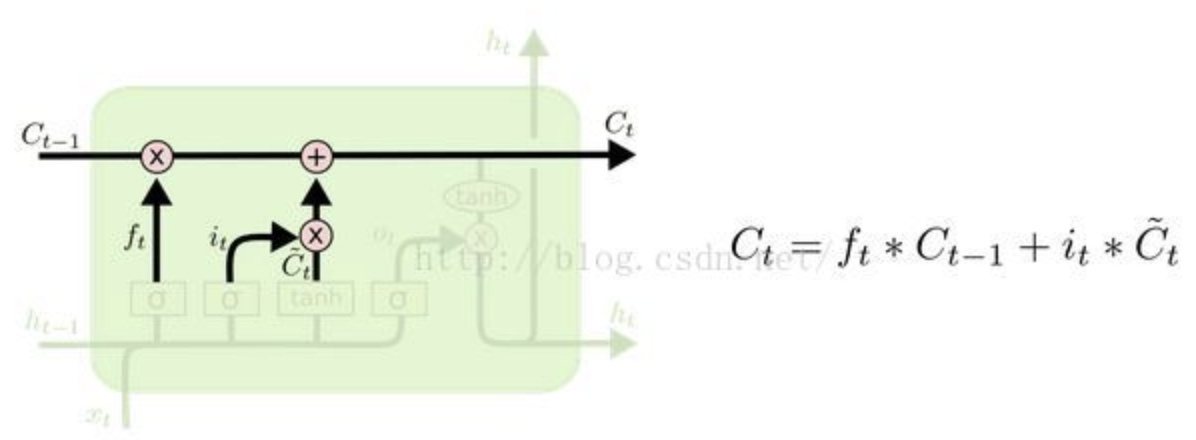 h_t
C_{t-1}
C_t
×
+
tanh
f_t
i_t
×
o_t
×
C̃_t
http://blog.csdn.net/
C_t = f_t * C_{t-1} + i_t * C̃_t
σ σ tanh σ
h_{t-1}
h_t
x_t